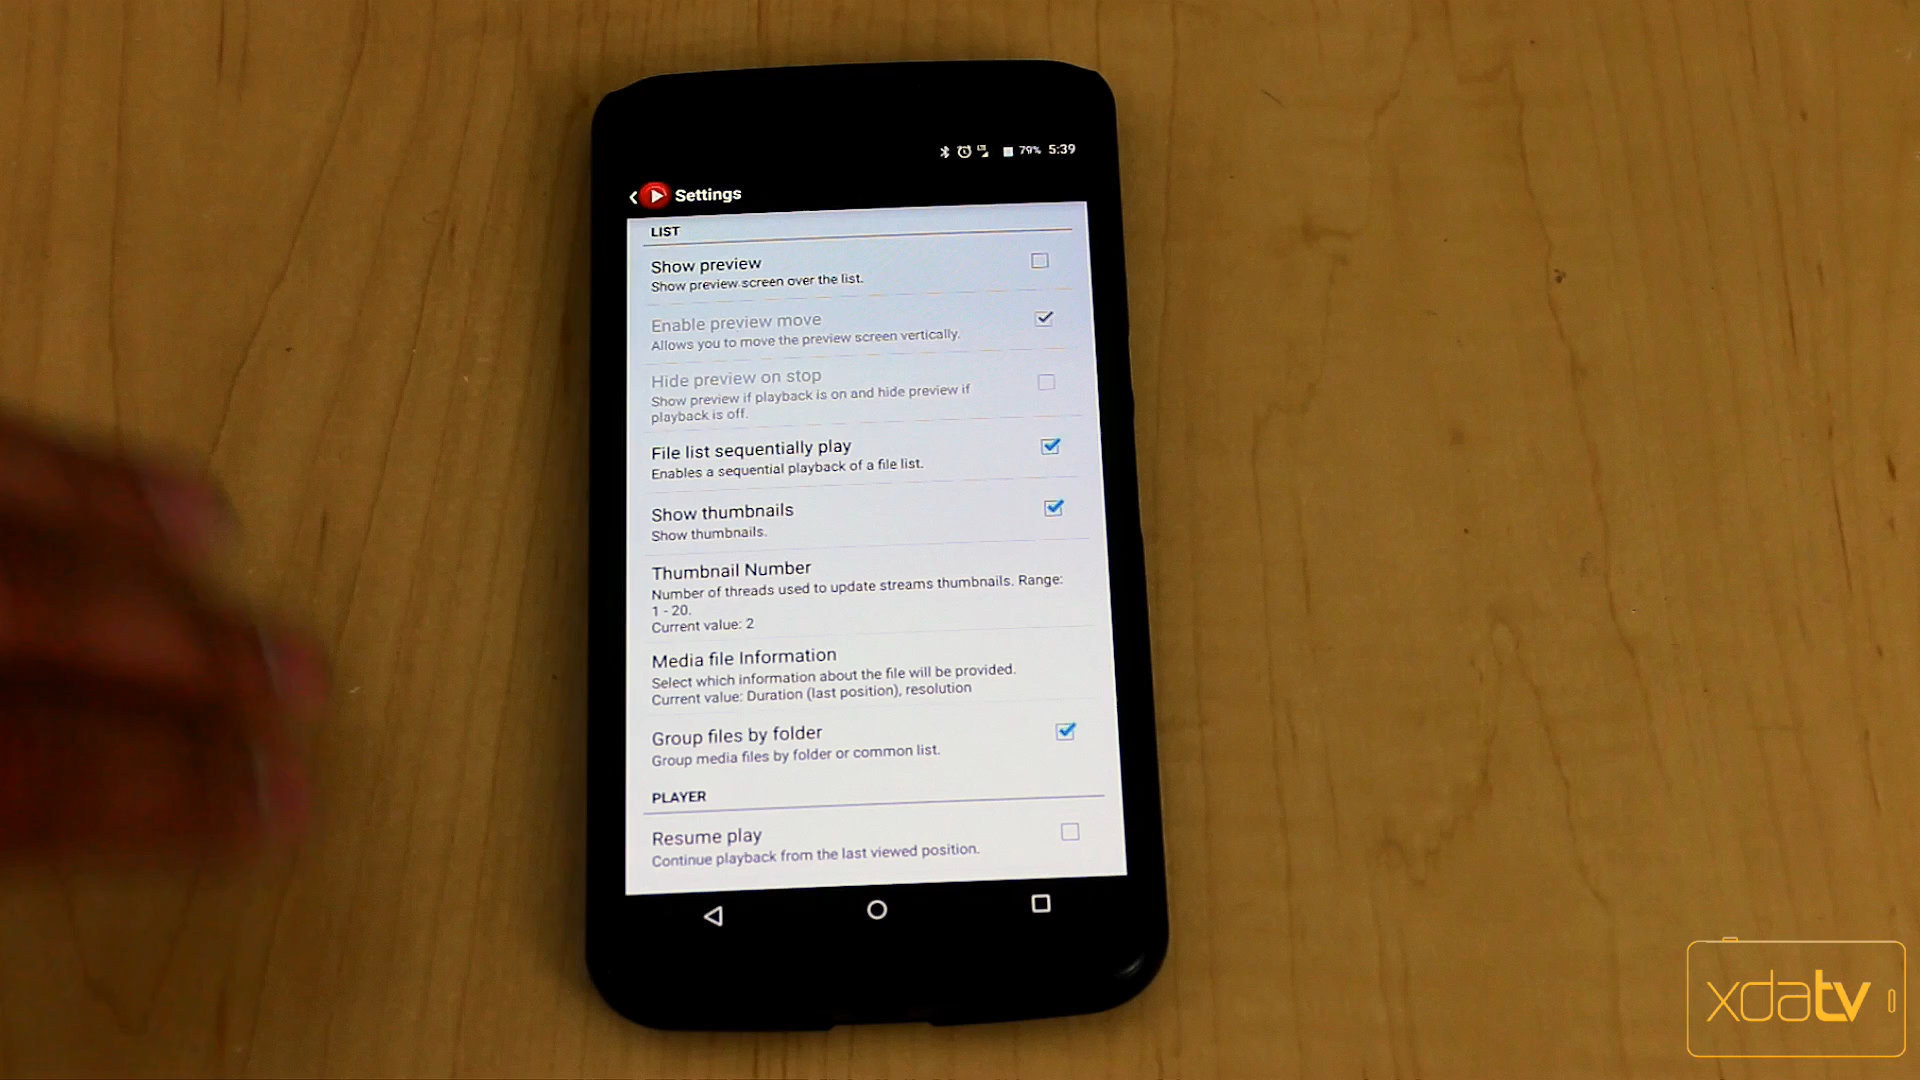 79% 5:39
Settings
LIST
Show preview
Show preview screen over the list.
Enable preview move
Allows you to move the preview screen vertically.
Hide preview on stop
Show preview if playback is on and hide preview if
playback is off.
File list sequentially play
Enables a sequential playback of a file list.
Show thumbnails
Show thumbnails.
Thumbnail Number
Number of threads used to update streams thumbnails. Range:
1 - 20.
Current value: 2
Media file Information
Select which information about the file will be provided.
Current value: Duration (last position), resolution
Group files by folder
Group media files by folder or common list.
PLAYER
Resume play
Continue playback from the last viewed position.
xdatv